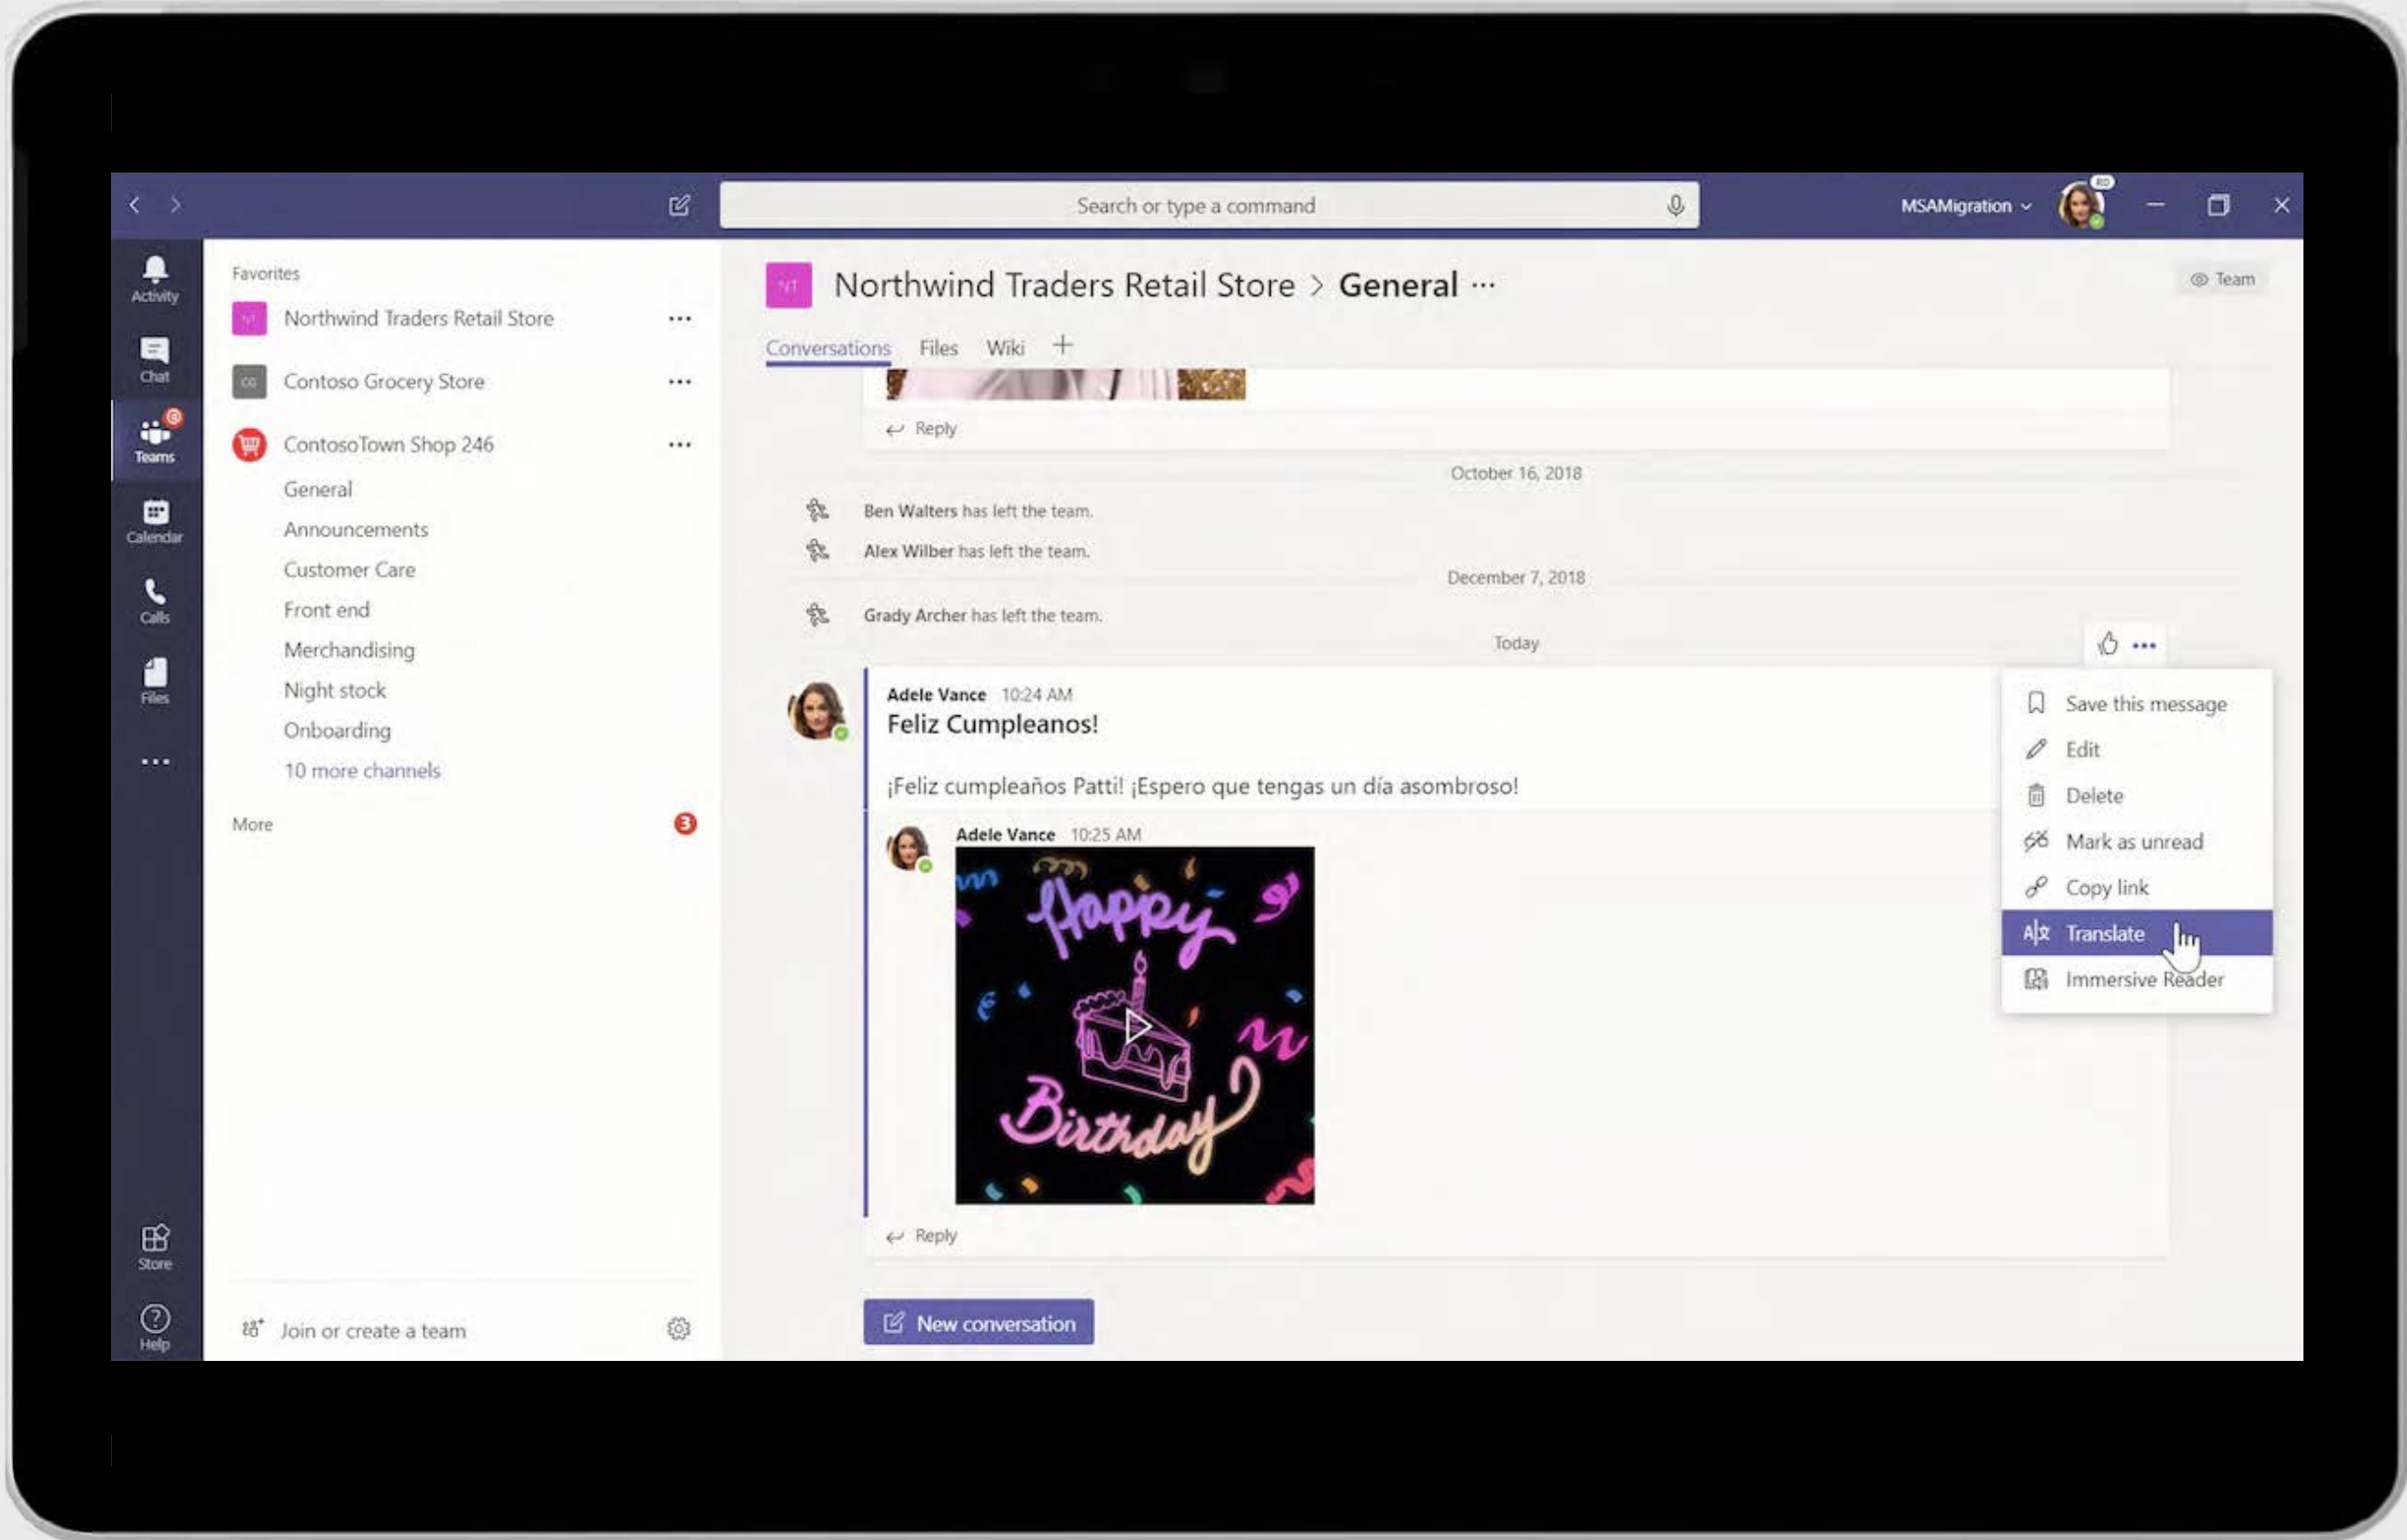 Search or type a command
MSAMigration
RD
Activity
Chat
Teams
Calendar
Calls
Files
Store
Help
Favorites
NT Northwind Traders Retail Store
CG Contoso Grocery Store
ContosoTown Shop 246
General
Announcements
Customer Care
Front end
Merchandising
Night stock
Onboarding
10 more channels
More 3
Join or create a team
NT Northwind Traders Retail Store > General ...
Team
Conversations Files Wiki +
Reply
October 16, 2018
Ben Walters has left the team.
Alex Wilber has left the team.
December 7, 2018
Grady Archer has left the team.
Today
Adele Vance 10:24 AM
Feliz Cumpleanos!
¡Feliz cumpleaños Patti! ¡Espero que tengas un día asombroso!
Adele Vance 10:25 AM
Happy
Birthday
Reply
New conversation
Save this message
Edit
Delete
Mark as unread
Copy link
Translate
Immersive Reader